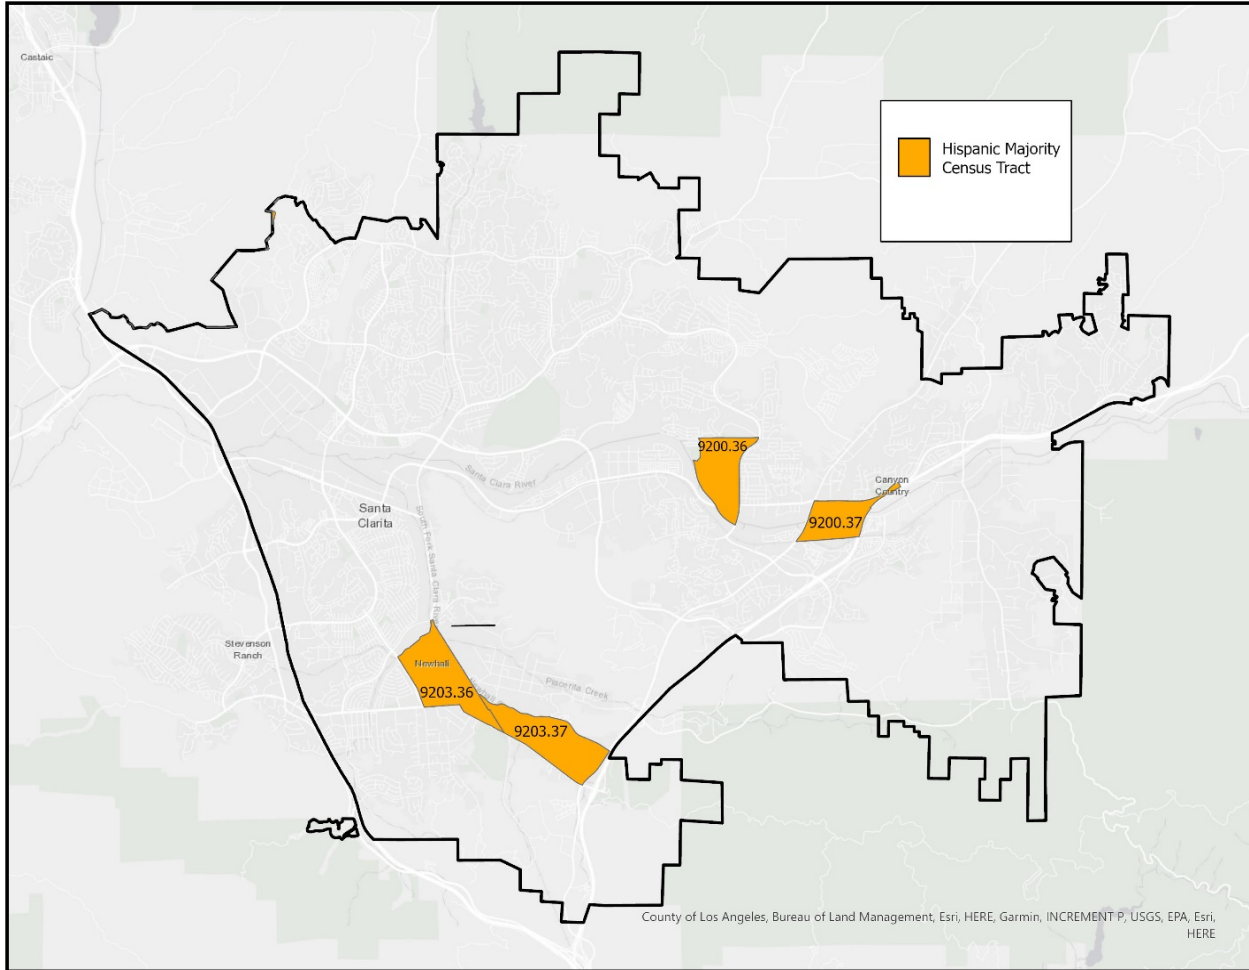 Castaic
Hispanic Majority
Census Tract
9200.36
Santa Clara River
Canyon
Country
9200.37
Santa
Clarita
South Fork Santa Clara River
Stevenson
Ranch
Newhall
9203.36
Placerita Creek
9203.37
County of Los Angeles, Bureau of Land Management, Esri, HERE, Garmin, INCREMENT P, USGS, EPA, Esri,
HERE